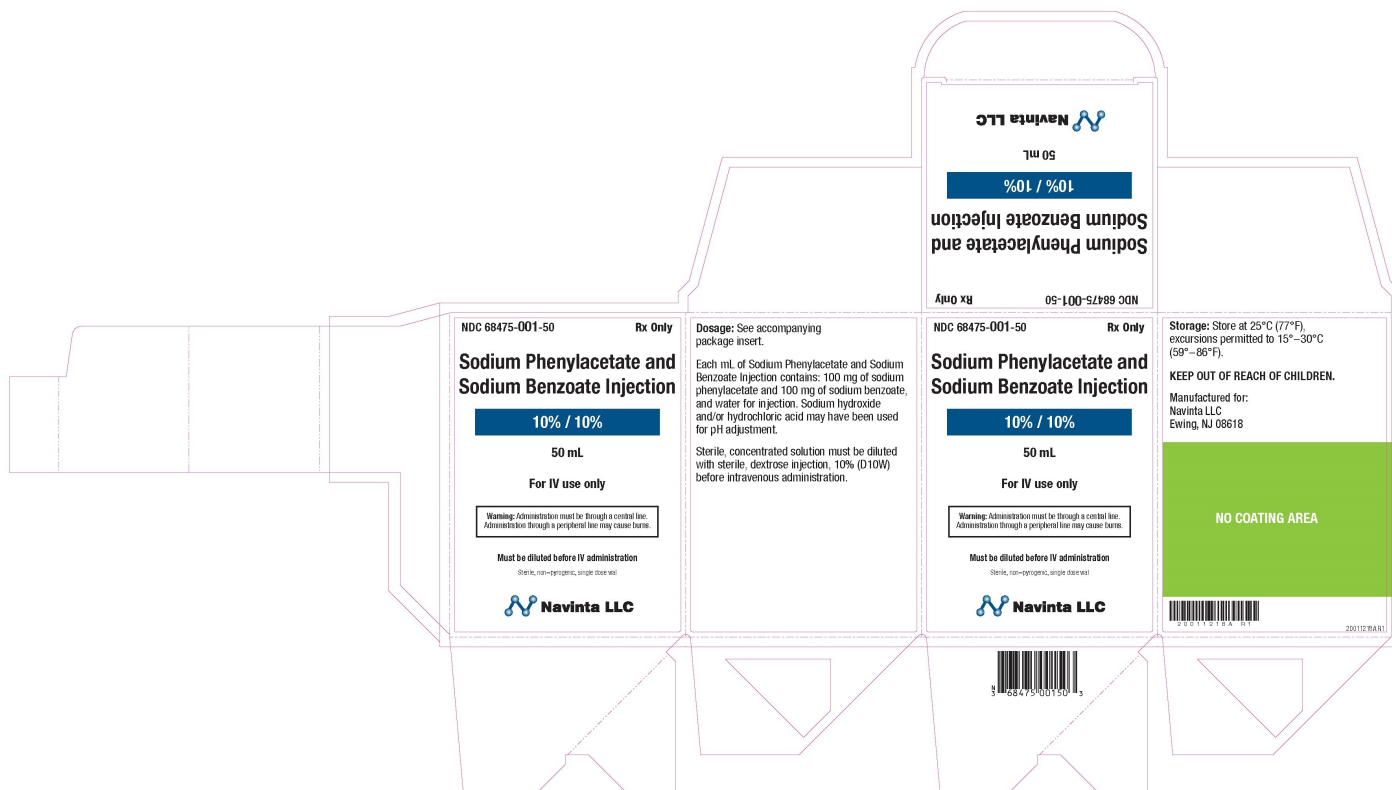 Navinta LLC
50 mL
10% / 10%
Sodium Phenylacetate and
Sodium Benzoate Injection
NDC 68475-001-50 Rx Only
NDC 68475-001-50 Rx Only
Sodium Phenylacetate and
Sodium Benzoate Injection
10% / 10%
50 mL
For IV use only
Warning: Administration must be through a central line.
Administration through a peripheral line may cause burns.
Must be diluted before IV administration
Sterile, non–pyrogenic, single dose vial
Navinta LLC
Dosage: See accompanying
package insert.
Each mL of Sodium Phenylacetate and Sodium
Benzoate Injection contains: 100 mg of sodium
phenylacetate and 100 mg of sodium benzoate,
and water for injection. Sodium hydroxide
and/or hydrochloric acid may have been used
for pH adjustment.
Sterile, concentrated solution must be diluted
with sterile, dextrose injection, 10% (D10W)
before intravenous administration.
NDC 68475-001-50 Rx Only
Sodium Phenylacetate and
Sodium Benzoate Injection
10% / 10%
50 mL
For IV use only
Warning: Administration must be through a central line.
Administration through a peripheral line may cause burns.
Must be diluted before IV administration
Sterile, non–pyrogenic, single dose vial
Navinta LLC
Storage: Store at 25°C (77°F),
excursions permitted to 15°–30°C
(59°–86°F).
KEEP OUT OF REACH OF CHILDREN.
Manufactured for:
Navinta LLC
Ewing, NJ 08618
NO COATING AREA
20011218A R1
20011218A R1
N
3 68475 00150 3